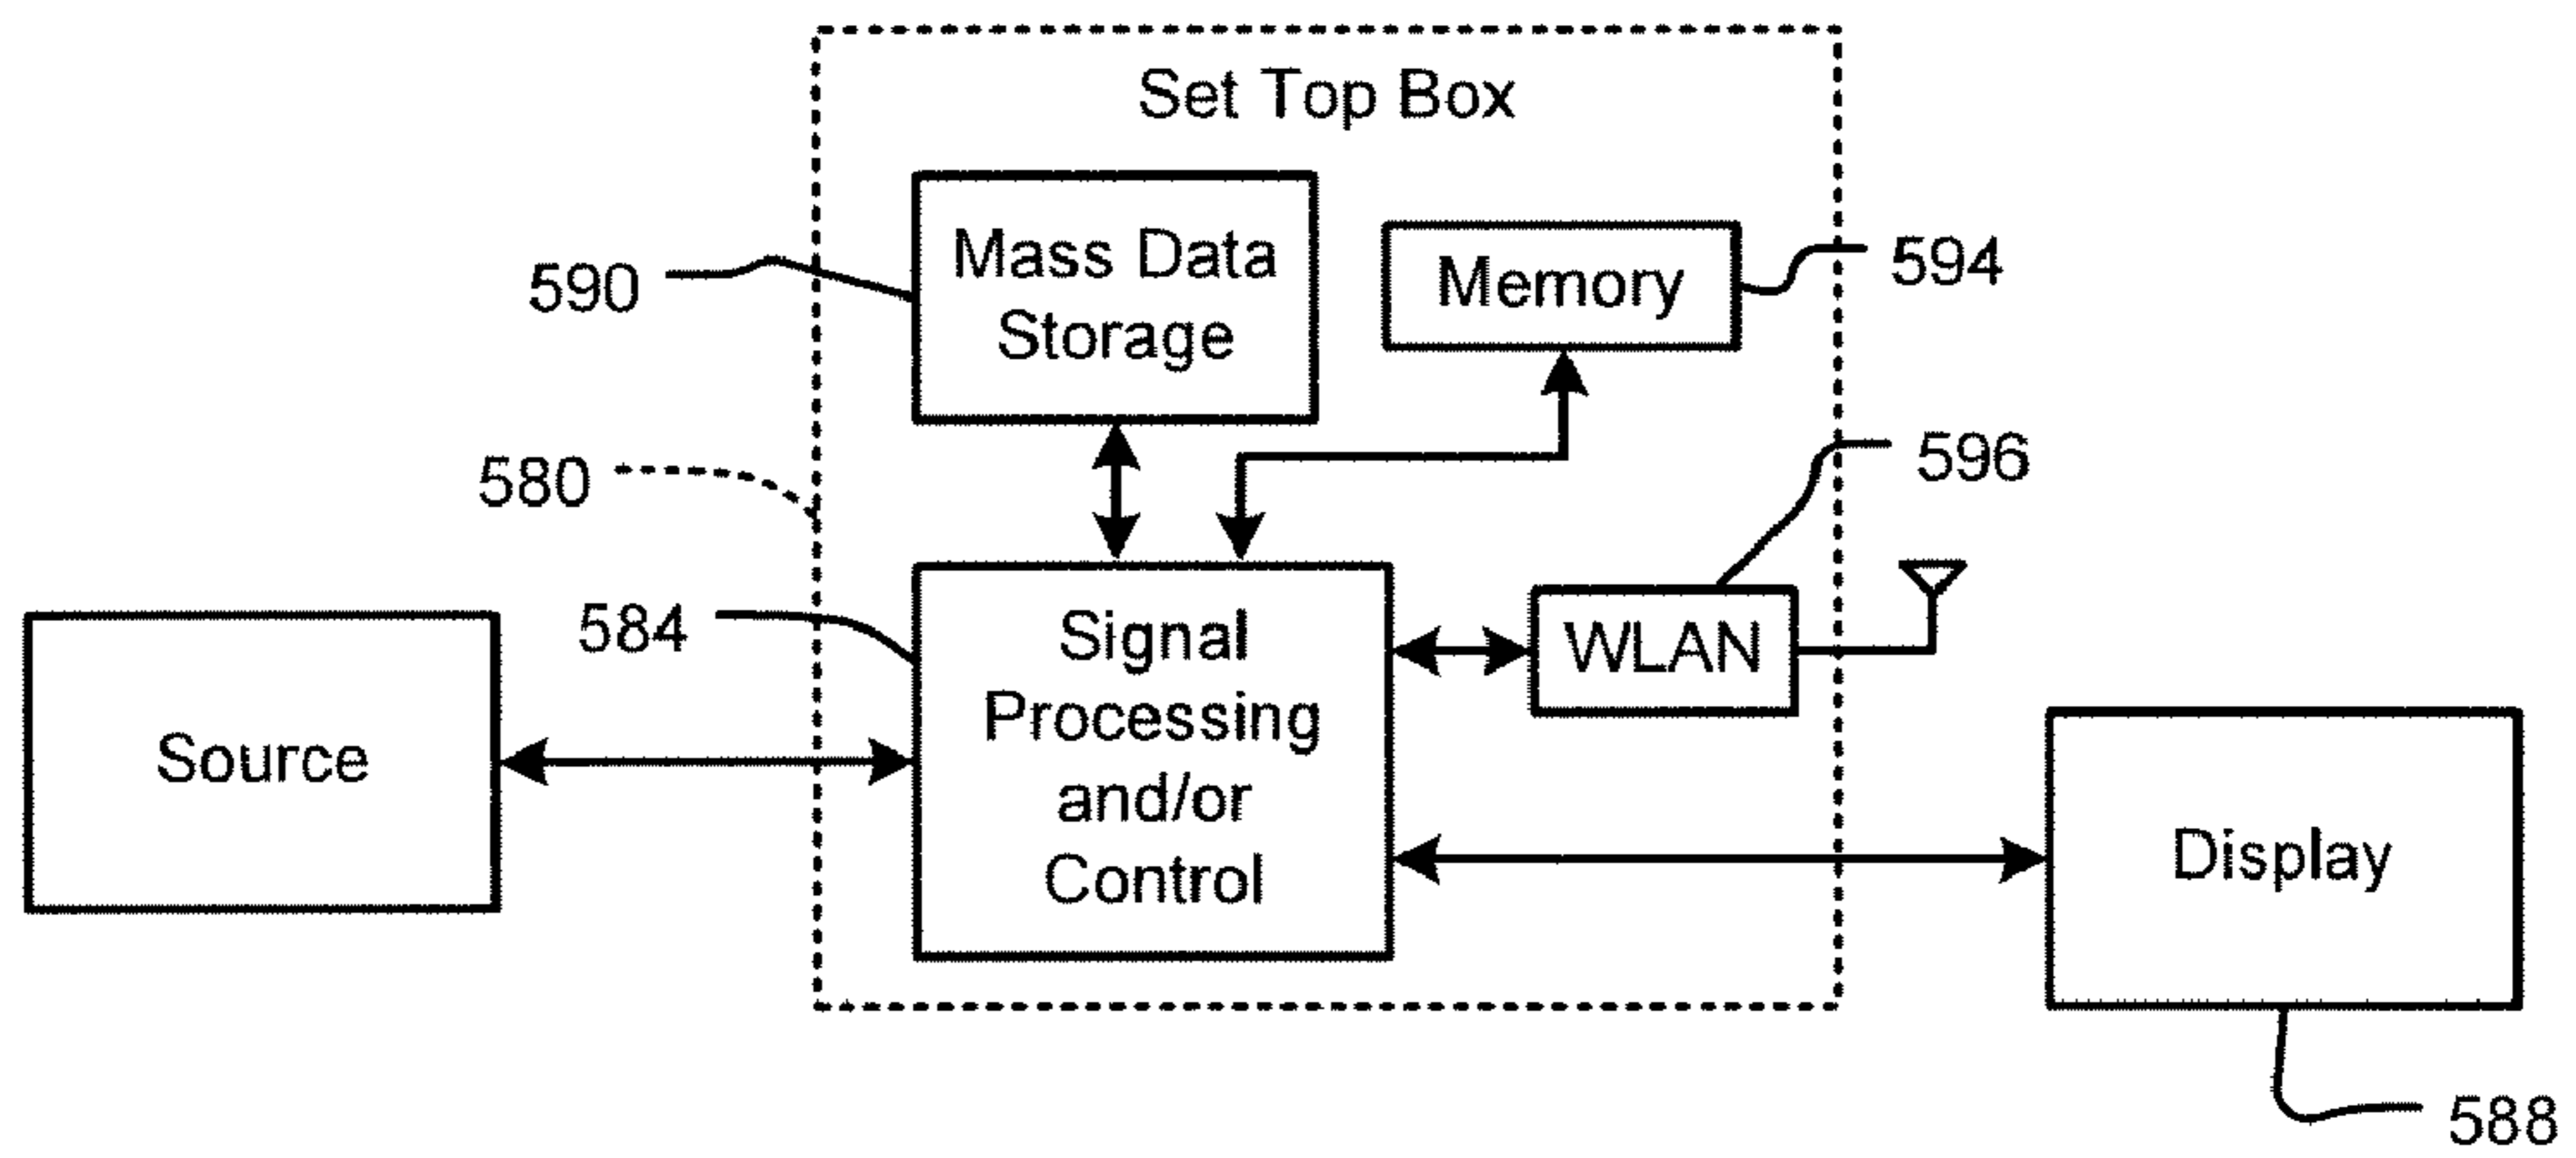 Set Top Box
590
Mass Data
Storage
Memory
594
580
596
584
Signal
Processing
and/or
Control
WLAN
Source
Display
588